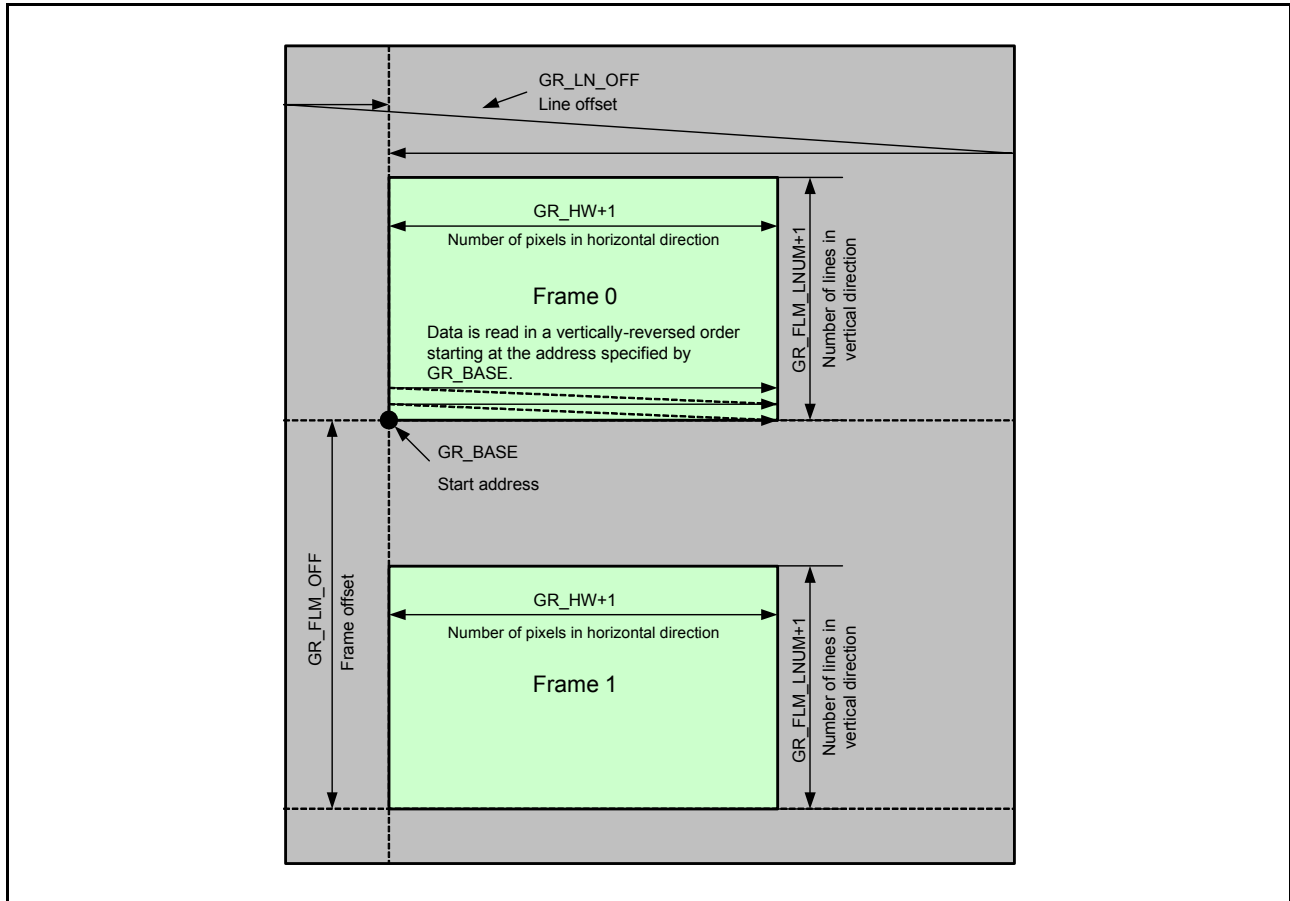 GR_LN_OFF
Line offset
GR_HW+1
Number of pixels in horizontal direction
Frame 0
Data is read in a vertically-reversed order
starting at the address specified by
GR_BASE.
GR_FLM_LNUM+1
Number of lines in
vertical direction
GR_BASE
Start address
GR_FLM_OFF
Frame offset
GR_HW+1
Number of pixels in horizontal direction
Frame 1
GR_FLM_LNUM+1
Number of lines in
vertical direction